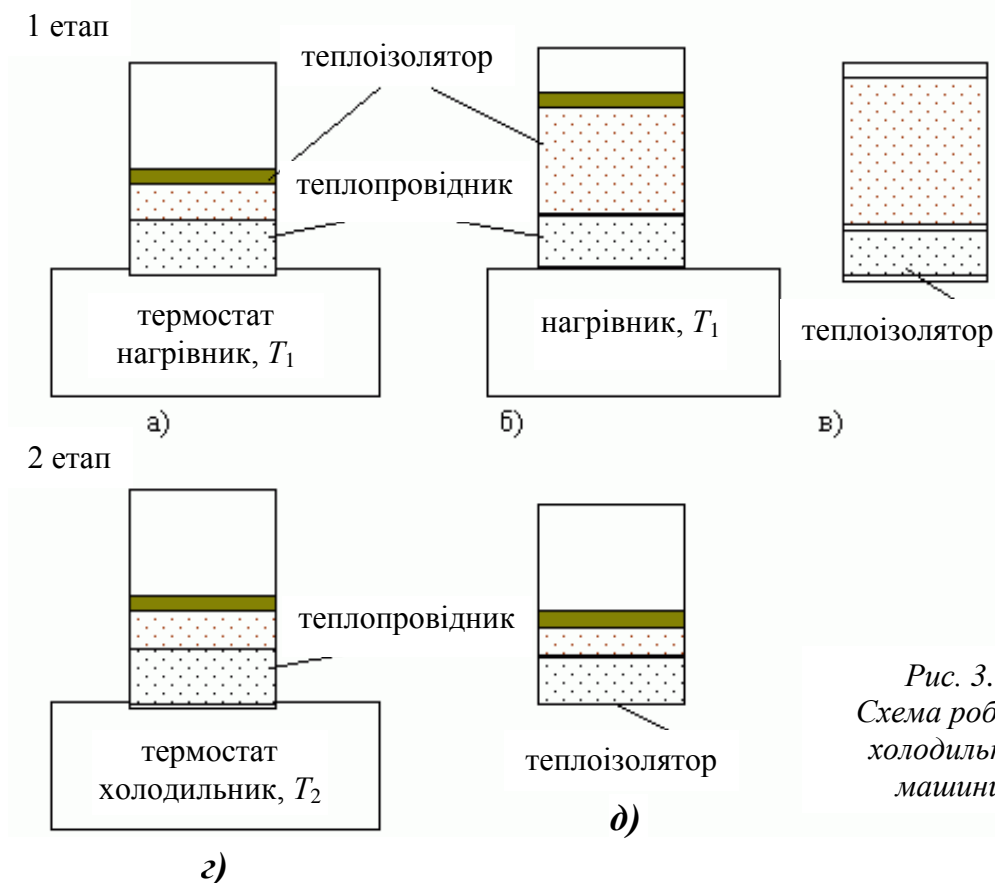 1 етап
теплоізолятор
теплопровідник
термостат
нагрівник, T1
нагрівник, T1
теплоізолятор
а)
б)
в)
2 етап
теплопровідник
термостат
холодильник, T2
теплоізолятор
Рис. 3.
Схема роб
холодильн
машини
г)
д)